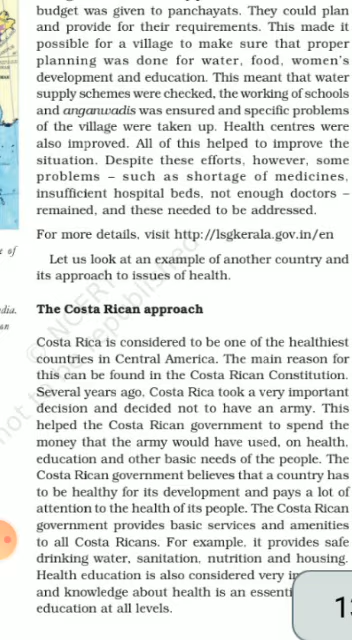 budget was given to panchayats. They could plan
and provide for their requirements. This made it
possible for a village to make sure that proper
planning was done for water, food, women's
development and education. This meant that water
supply schemes were checked, the working of schools
and anganwadis was ensured and specific problems
of the village were taken up. Health centres were
also improved. All of this helped to improve the
situation. Despite these efforts, however, some
problems – such as shortage of medicines,
insufficient hospital beds, not enough doctors –
remained, and these needed to be addressed.
For more details, visit http://lsgkerala.gov.in/en
e of
Let us look at an example of another country and
its approach to issues of health.
dia.
an
The Costa Rican approach
Costa Rica is considered to be one of the healthiest
countries in Central America. The main reason for
this can be found in the Costa Rican Constitution.
Several years ago, Costa Rica took a very important
decision and decided not to have an army. This
helped the Costa Rican government to spend the
money that the army would have used, on health,
education and other basic needs of the people. The
Costa Rican government believes that a country has
to be healthy for its development and pays a lot of
attention to the health of its people. The Costa Rican
government provides basic services and amenities
to all Costa Ricans. For example, it provides safe
drinking water, sanitation, nutrition and housing.
Health education is also considered very
and knowledge about health is an essenti
education at all levels.
not to be republished